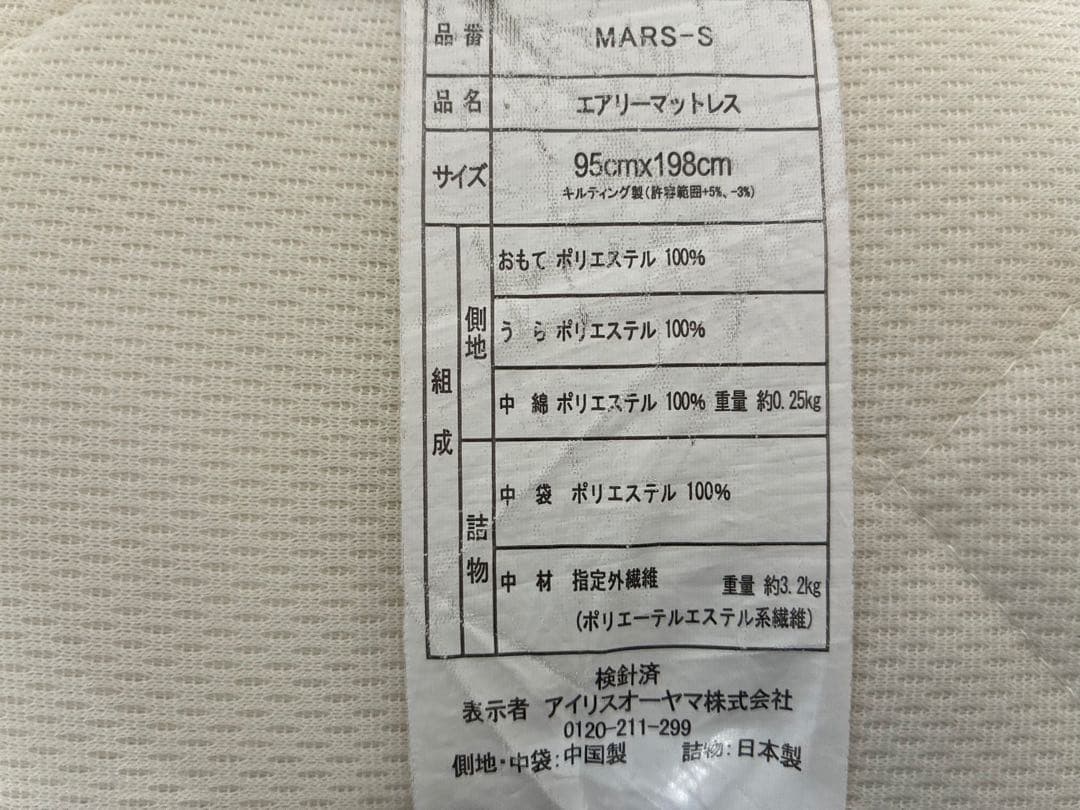 品番 MARS-S
品名 エアリーマットレス
サイズ 95cmx198cm
キルティング製(許容範囲+5%、-3%)
組成
側地
おもて ポリエステル 100%
うら ポリエステル 100%
中綿 ポリエステル 100% 重量 約0.25kg
詰物
中袋 ポリエステル 100%
中材 指定外繊維 重量 約3.2kg
(ポリエーテルエステル系繊維)
検針済
表示者 アイリスオーヤマ株式会社
0120-211-299
側地・中袋:中国製 詰物:日本製